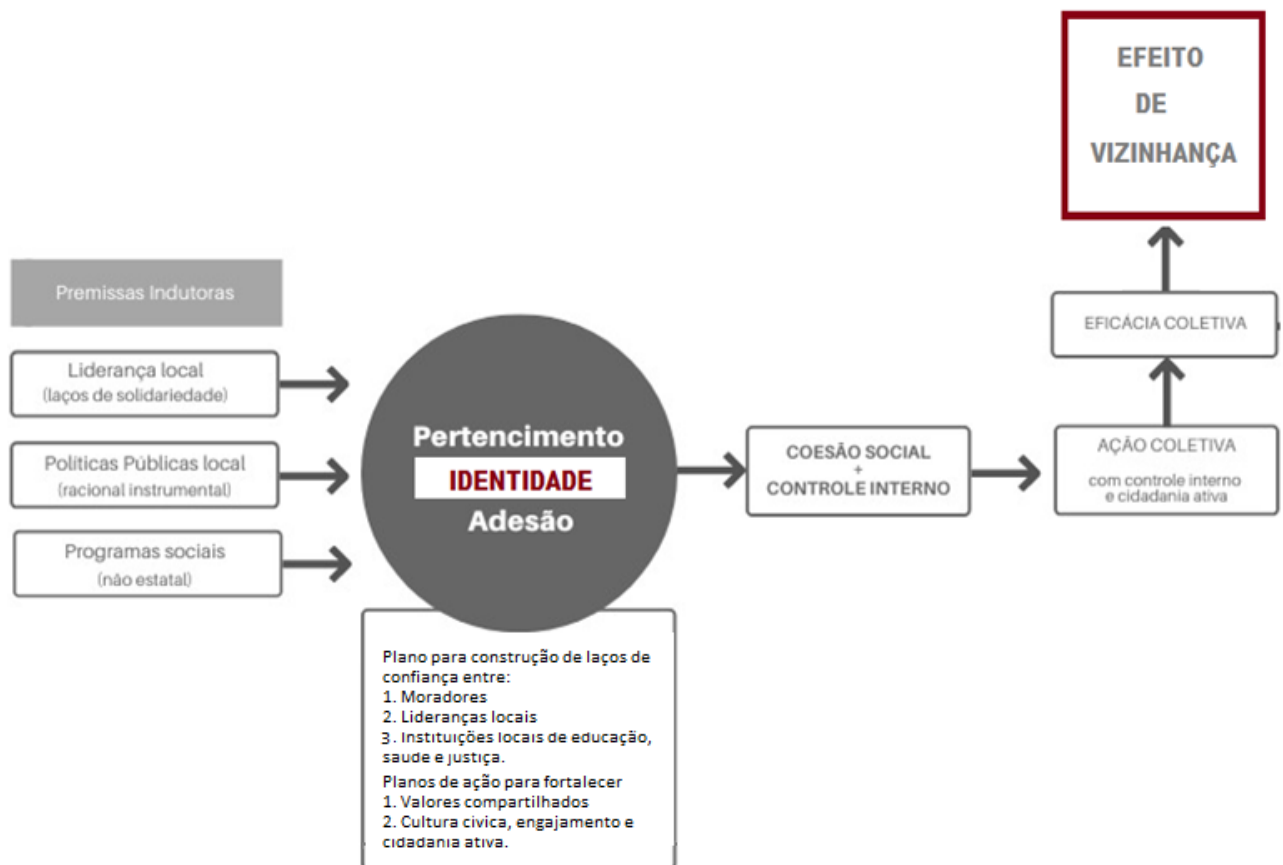 Premissas Indutoras
Liderança local
(laços de solidariedade)
Políticas Públicas local
(racional instrumental)
Programas sociais
(não estatal)
Pertencimento
IDENTIDADE
Adesão
Plano para construção de laços de
confiança entre:
1. Moradores
2. Lideranças locais
3. Instituições locais de educação,
saude e justiça.
Planos de ação para fortalecer
1. Valores compartilhados
2. Cultura civica, engajamento e
cidadania ativa.
COESÃO SOCIAL
+
CONTROLE INTERNO
AÇÃO COLETIVA
com controle interno
e cidadania ativa
EFICÁCIA COLETIVA
EFEITO
DE
VIZINHANÇA